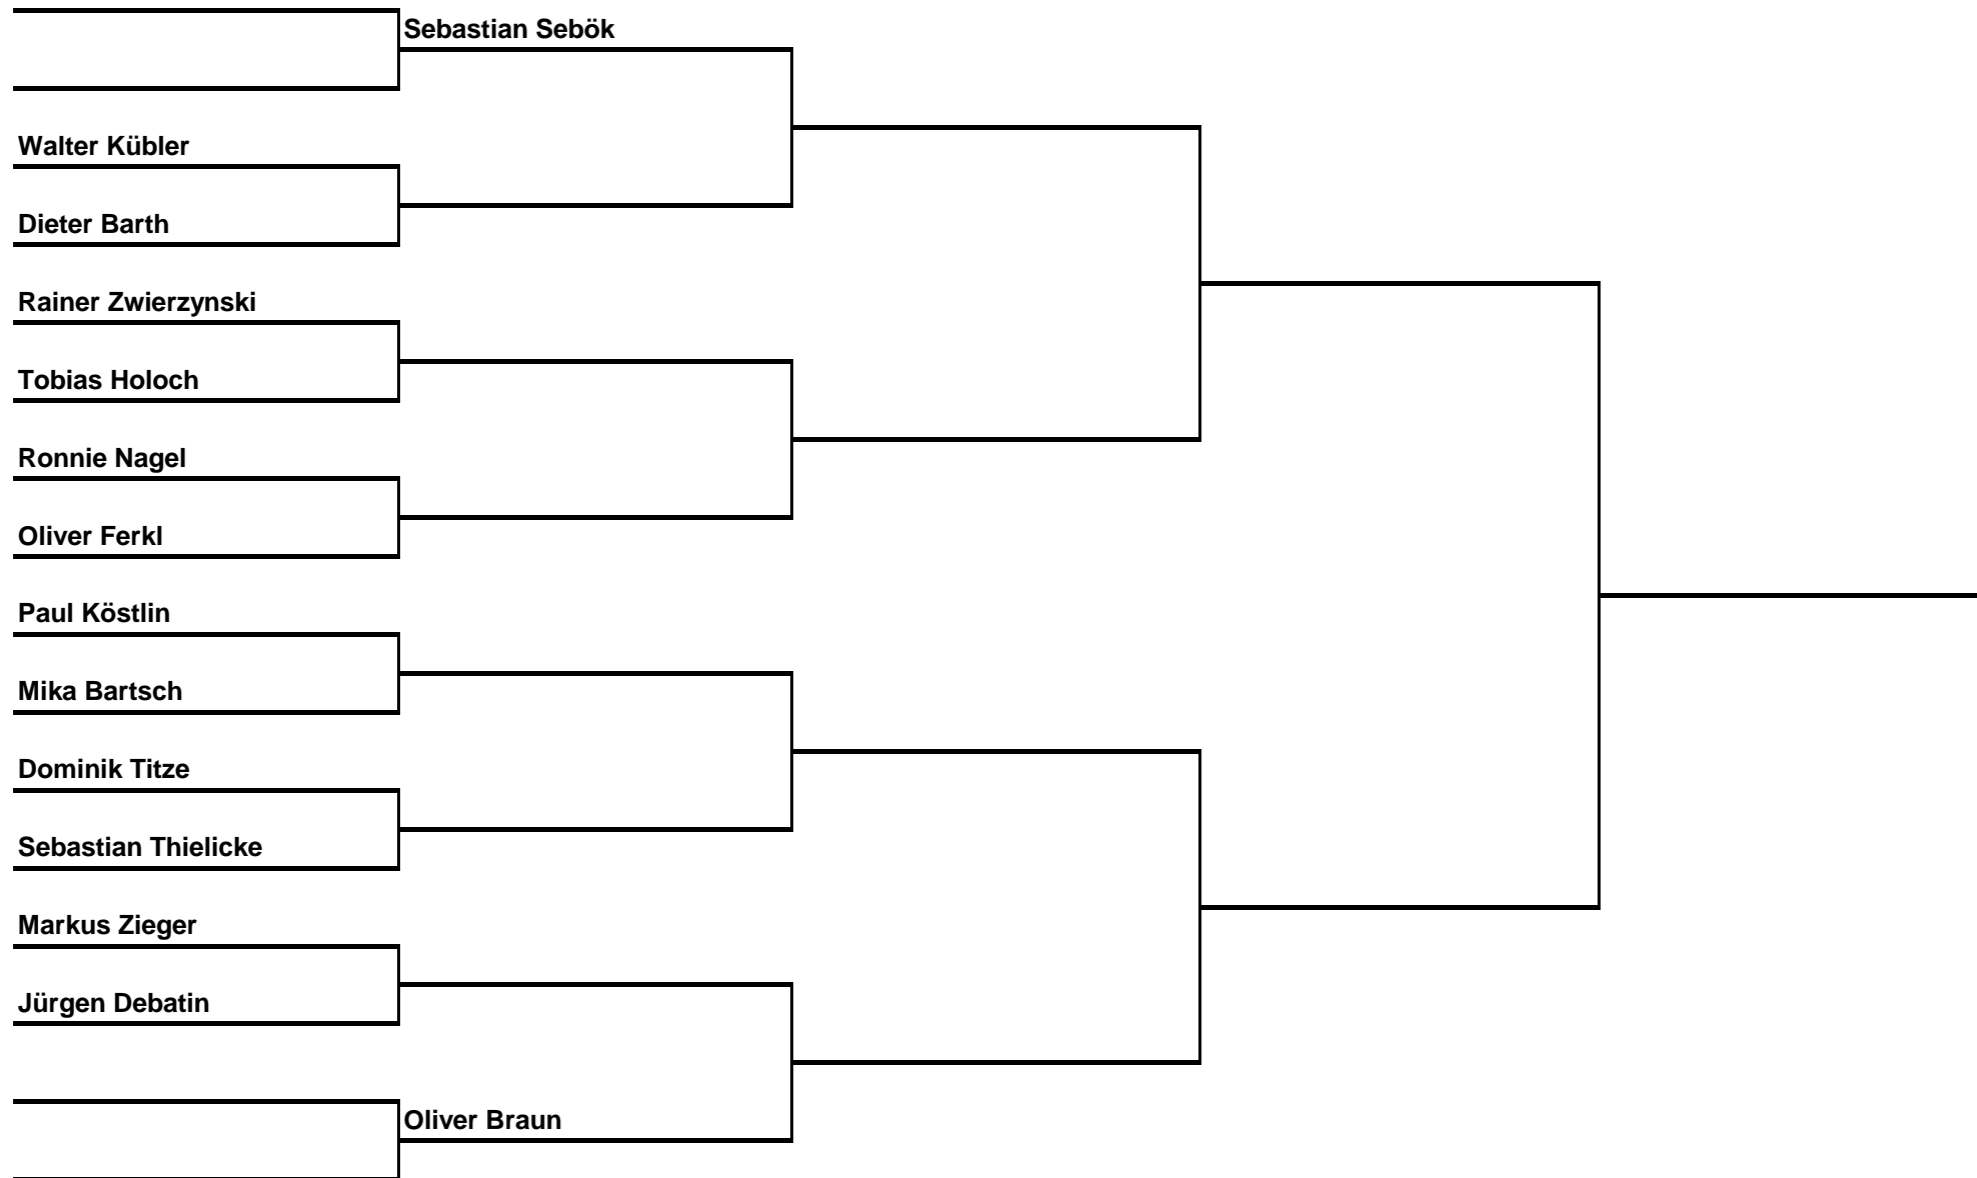 Sebastian Sebök
Walter Kübler
Dieter Barth
Rainer Zwierzynski
Tobias Holoch
Ronnie Nagel
Oliver Ferkl
Paul Köstlin
Mika Bartsch
Dominik Titze
Sebastian Thielicke
Markus Zieger
Jürgen Debatin
Oliver Braun